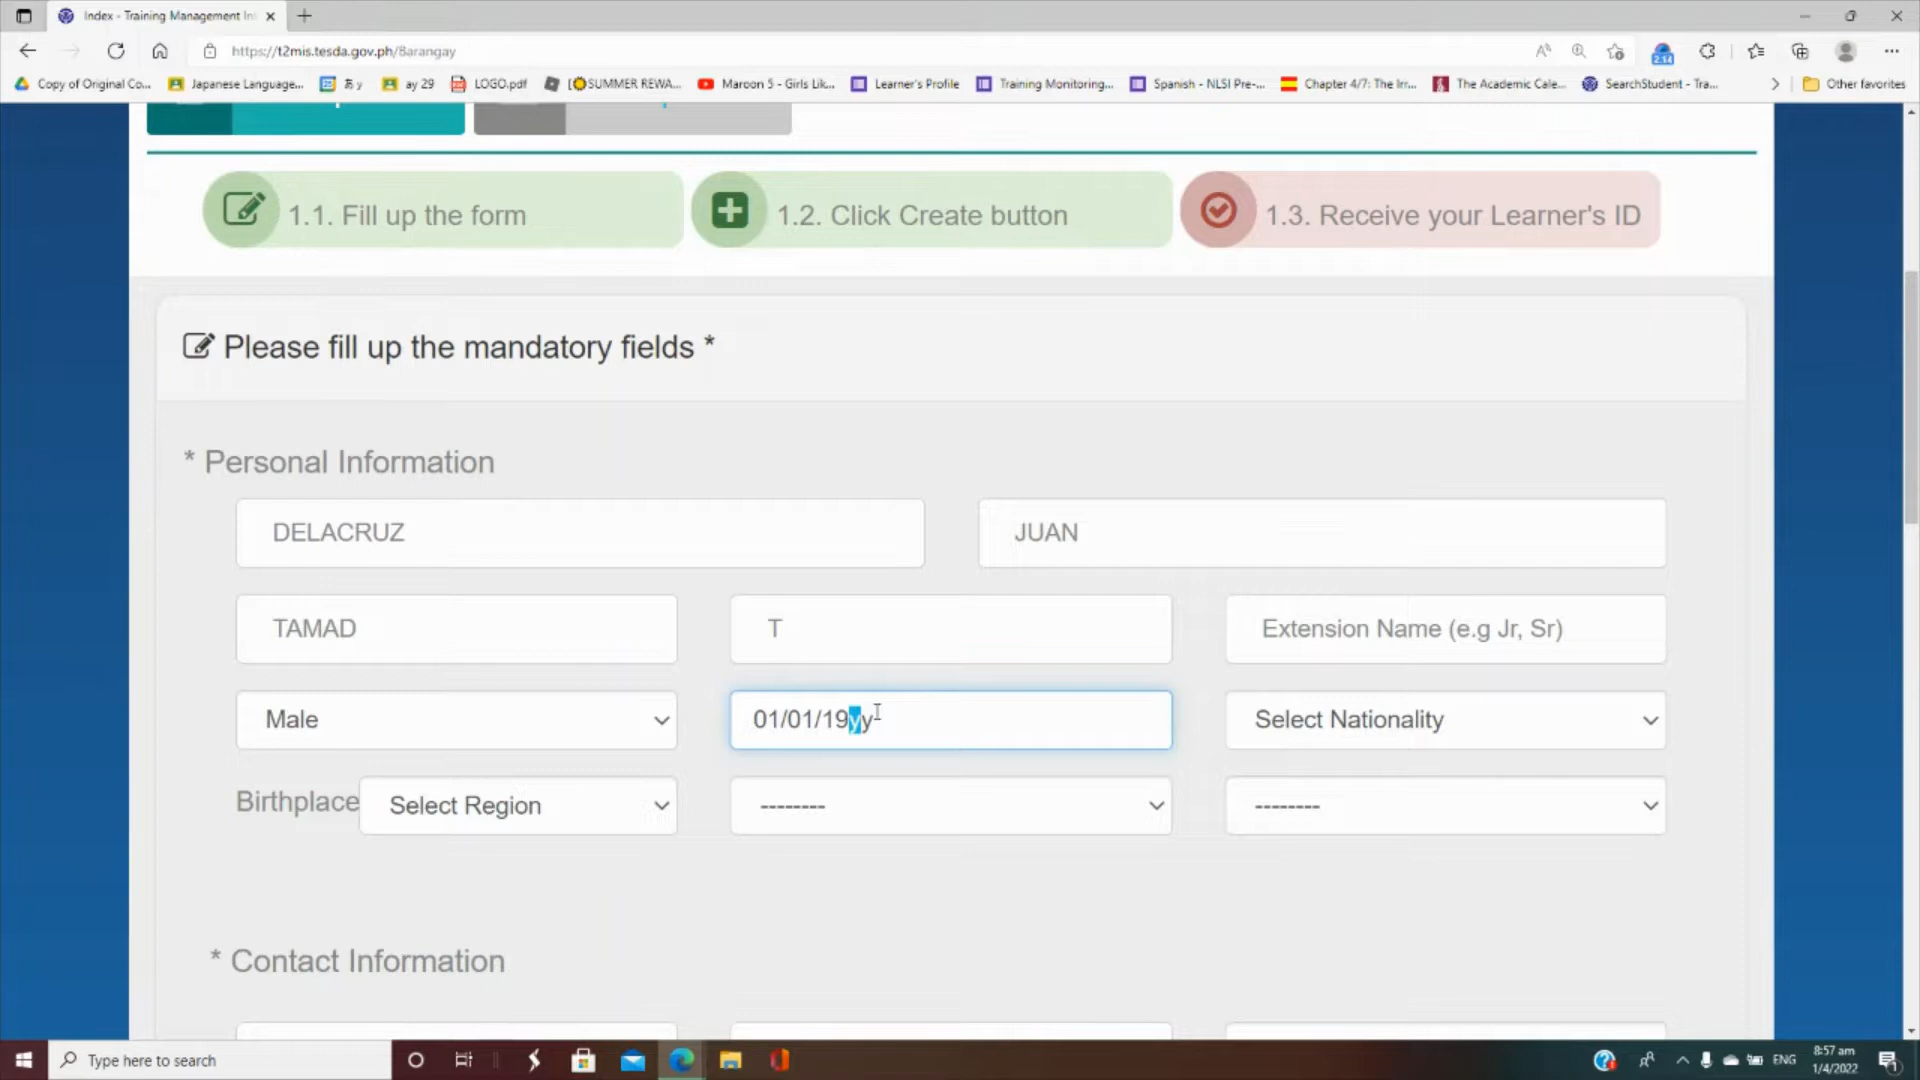 Index - Training Management In
https://t2mis.tesda.gov.ph/Barangay
2:14
Copy of Original Co...
Japanese Language...
あ y
ay 29
LOGO.pdf
[🌞SUMMER REWA...
Maroon 5 - Girls Lik...
Learner's Profile
Training Monitoring...
Spanish - NLSI Pre-...
Chapter 4/7: The Irr...
The Academic Cale...
SearchStudent - Tra...
Other favorites
1.1. Fill up the form
1.2. Click Create button
1.3. Receive your Learner's ID
Please fill up the mandatory fields *
* Personal Information
DELACRUZ
JUAN
TAMAD
T
Extension Name (e.g Jr, Sr)
Male
01/01/19yy
Select Nationality
Birthplace
Select Region
--------
--------
* Contact Information
Type here to search
ENG
8:57 am
1/4/2022